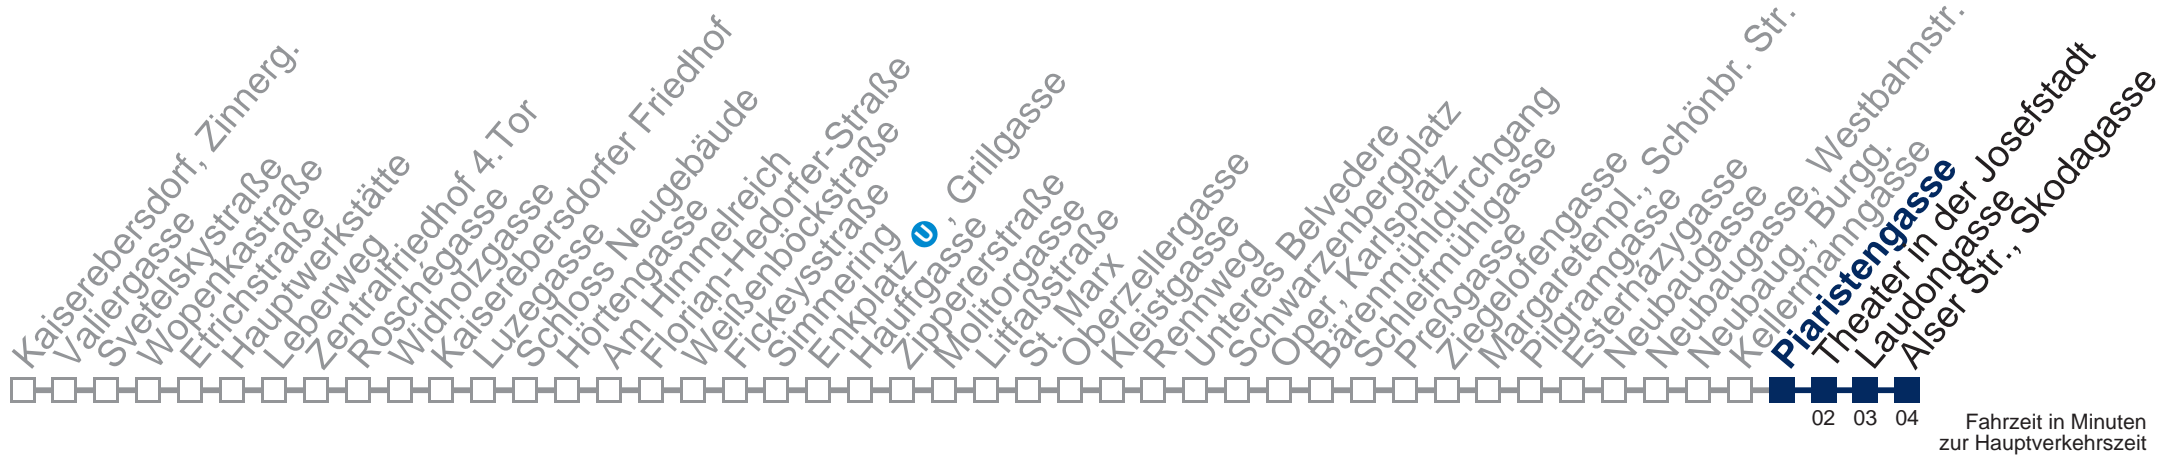 Kaiserebersdorf, Zinnerg.
Valiergasse
Svetelskystraße
Wopenkastraße
Etrichstraße
Hauptwerkstätte
Leberweg
Zentralfriedhof 4.Tor
Roschégasse
Widholzgasse
Kaiserebersdorfer Friedhof
Luzegasse
Schloss Neugebäude
Hörtengasse
Am Himmelreich
Florian-Hedorfer-Straße
Weißenböckstraße
Fickeysstraße
Simmering
Enkplatz U , Grillgasse
Hauffgasse
Zippererstraße
Molitorgasse
Litfaßstraße
St. Marx
Oberzellergasse
Kleistgasse
Rennweg
Unteres Belvedere
Schwarzenbergplatz
Oper, Karlsplatz
Bärenmühldurchgang
Schleifmühlgasse
Preßgasse
Ziegelofengasse
Margaretenpl., Schönbr. Str.
Pilgramgasse
Esterházygasse
Neubaugasse
Neubaugasse, Westbahnstr.
Neubaug., Burgg.
Kellermanngasse
Piaristengasse
Theater in der Josefstadt
Laudongasse
Alser Str., Skodagasse
02 03 04
Fahrzeit in Minuten
zur Hauptverkehrszeit